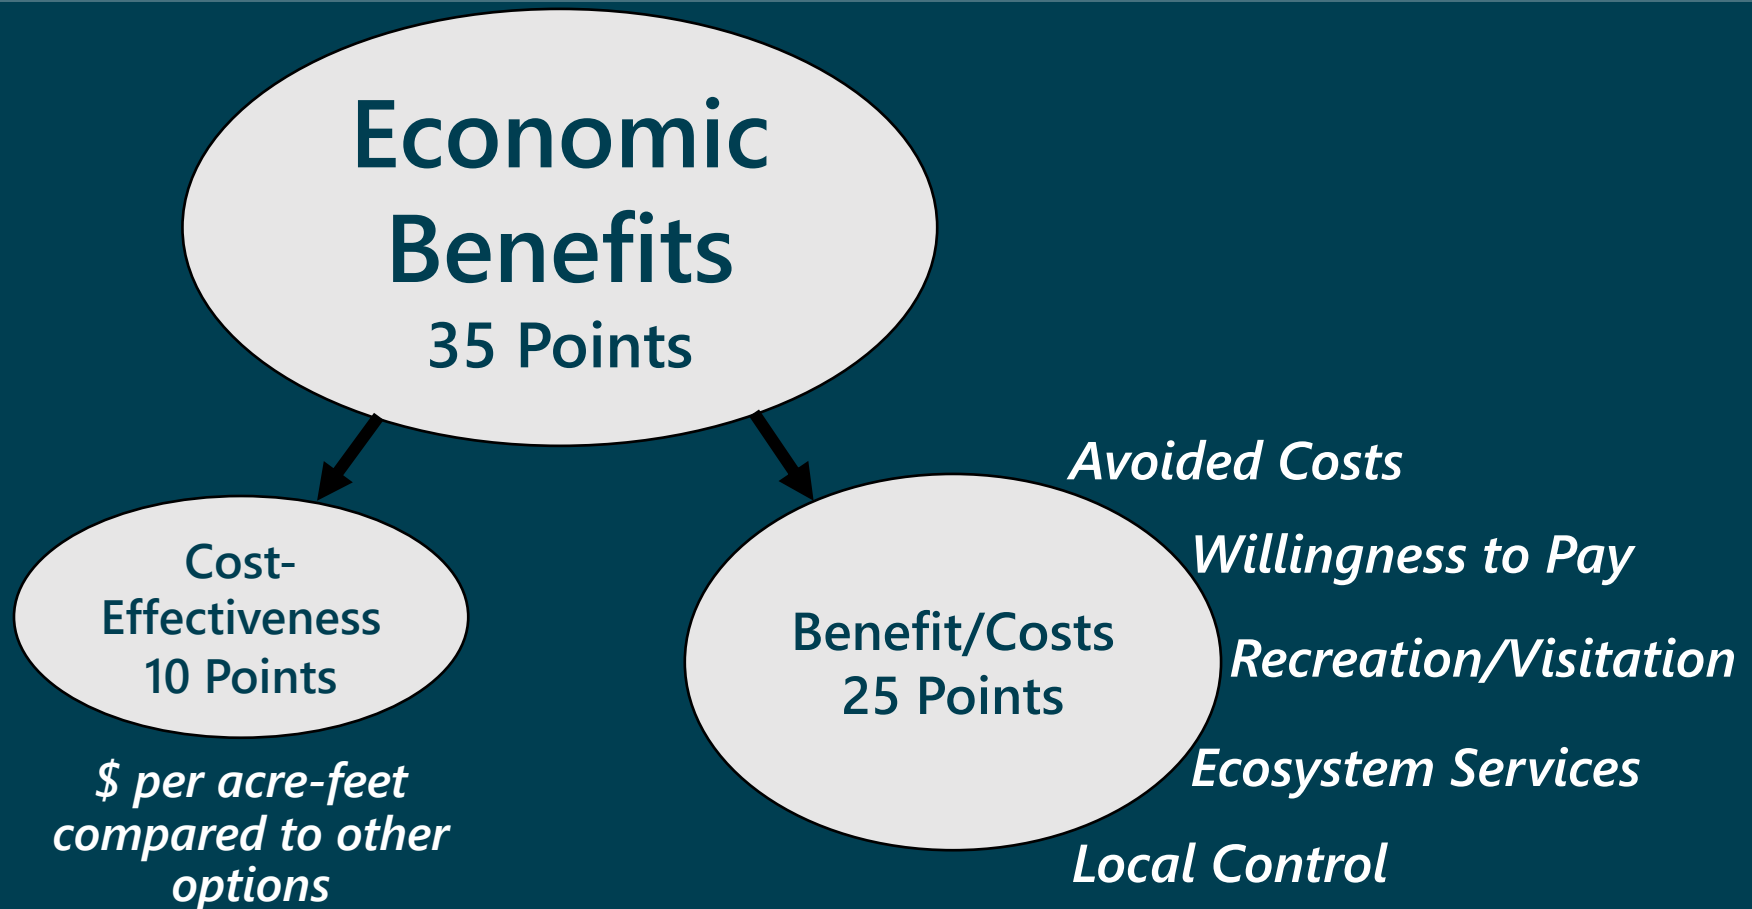 Economic
Benefits
35 Points
Cost-
Effectiveness
10 Points
$ per acre-feet
compared to other
options
Benefit/Costs
25 Points
Avoided Costs
Willingness to Pay
Recreation/Visitation
Ecosystem Services
Local Control